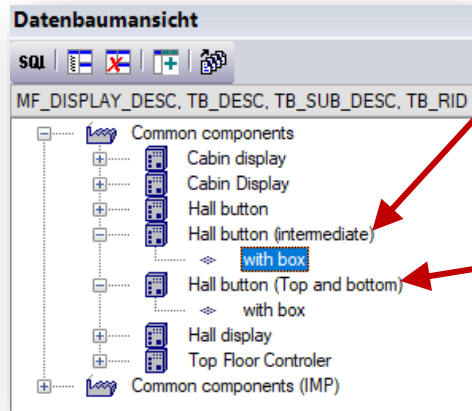 Datenbaumansicht
SQL
MF_DISPLAY_DESC, TB_DESC, TB_SUB_DESC, TB_RID
Common components
Cabin display
Cabin Display
Hall button
Hall button (intermediate)
with box
Hall button (Top and bottom)
with box
Hall display
Top Floor Controler
Common components (IMP)